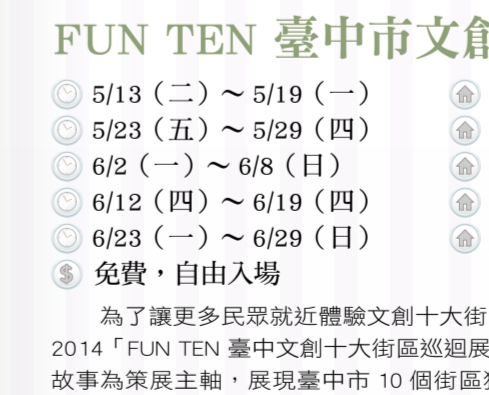 FUN TEN 臺中市文創
5/13（二）～5/19（一）
5/23（五）～5/29（四）
6/2（一）～6/8（日）
6/12（四）～6/19（四）
6/23（一）～6/29（日）
$ 免費，自由入場
為了讓更多民眾就近體驗文創十大街
2014「FUN TEN 臺中文創十大街區巡迴展
故事為策展主軸，展現臺中市 10 個街區